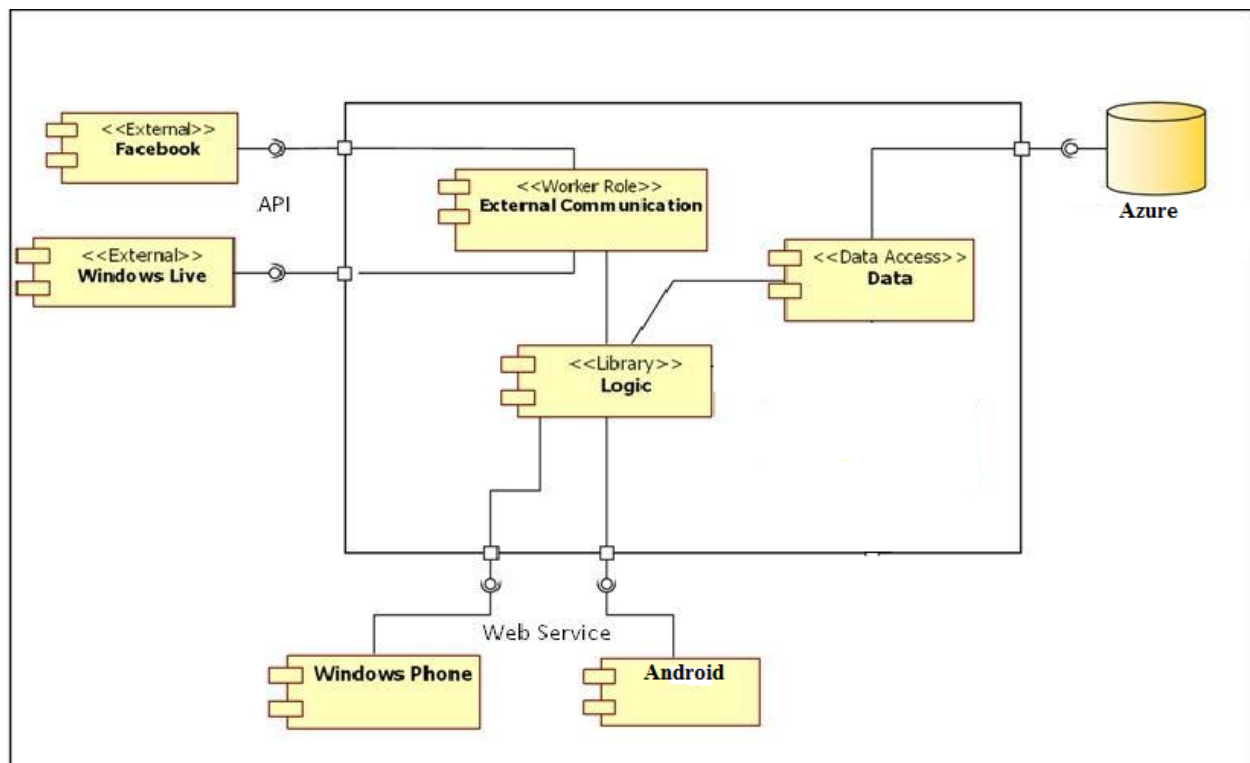 <<External>>
Facebook
API
<<External>>
Windows Live
<<Worker Role>>
External Communication
<<Data Access>>
Data
Azure
<<Library>>
Logic
Web Service
Windows Phone
Android